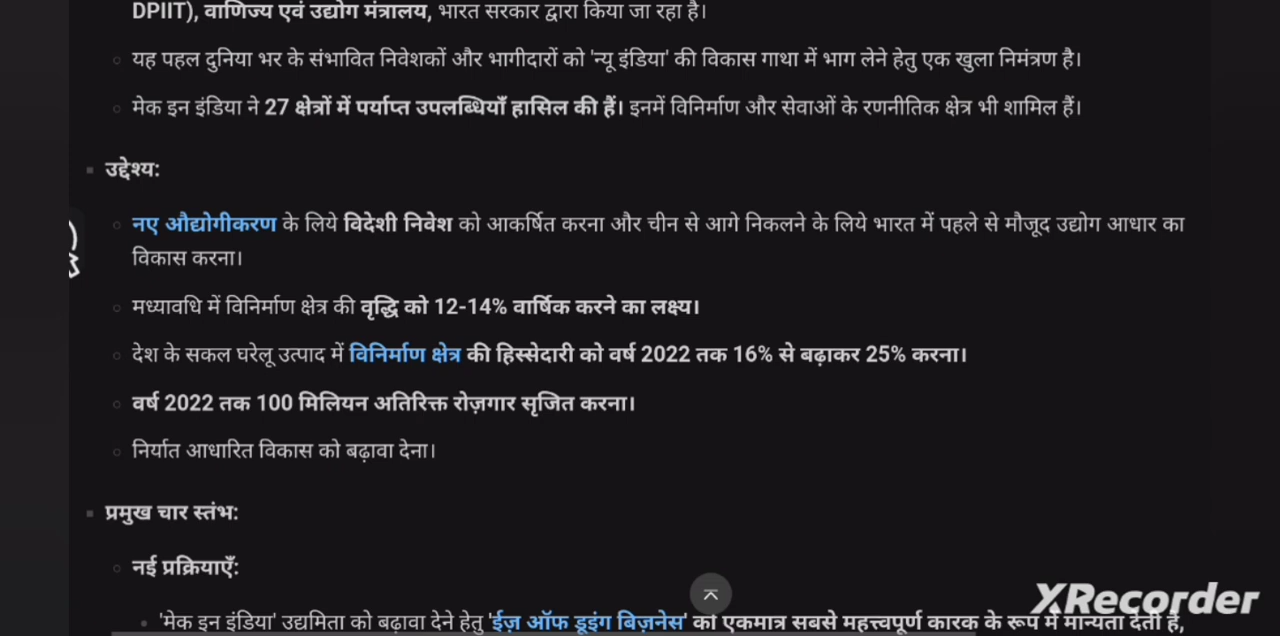 DPIIT), वाणिज्य एवं उद्योग मंत्रालय, भारत सरकार द्वारा किया जा रहा है।
यह पहल दुनिया भर के संभावित निवेशकों और भागीदारों को 'न्यू इंडिया' की विकास गाथा में भाग लेने हेतु एक खुला निमंत्रण है।
मेक इन इंडिया ने 27 क्षेत्रों में पर्याप्त उपलब्धियाँ हासिल की हैं। इनमें विनिर्माण और सेवाओं के रणनीतिक क्षेत्र भी शामिल हैं।
उद्देश्य:
नए औद्योगीकरण के लिये विदेशी निवेश को आकर्षित करना और चीन से आगे निकलने के लिये भारत में पहले से मौजूद उद्योग आधार का
विकास करना।
मध्यावधि में विनिर्माण क्षेत्र की वृद्धि को 12-14% वार्षिक करने का लक्ष्य।
देश के सकल घरेलू उत्पाद में विनिर्माण क्षेत्र की हिस्सेदारी को वर्ष 2022 तक 16% से बढ़ाकर 25% करना।
वर्ष 2022 तक 100 मिलियन अतिरिक्त रोज़गार सृजित करना।
निर्यात आधारित विकास को बढ़ावा देना।
प्रमुख चार स्तंभ:
नई प्रक्रियाएँ:
'मेक इन इंडिया' उद्यमिता को बढ़ावा देने हेतु 'ईज़ ऑफ डूइंग बिज़नेस' को एकमात्र सबसे महत्त्वपूर्ण कारक के रूप में मान्यता देती है,
XRecorder